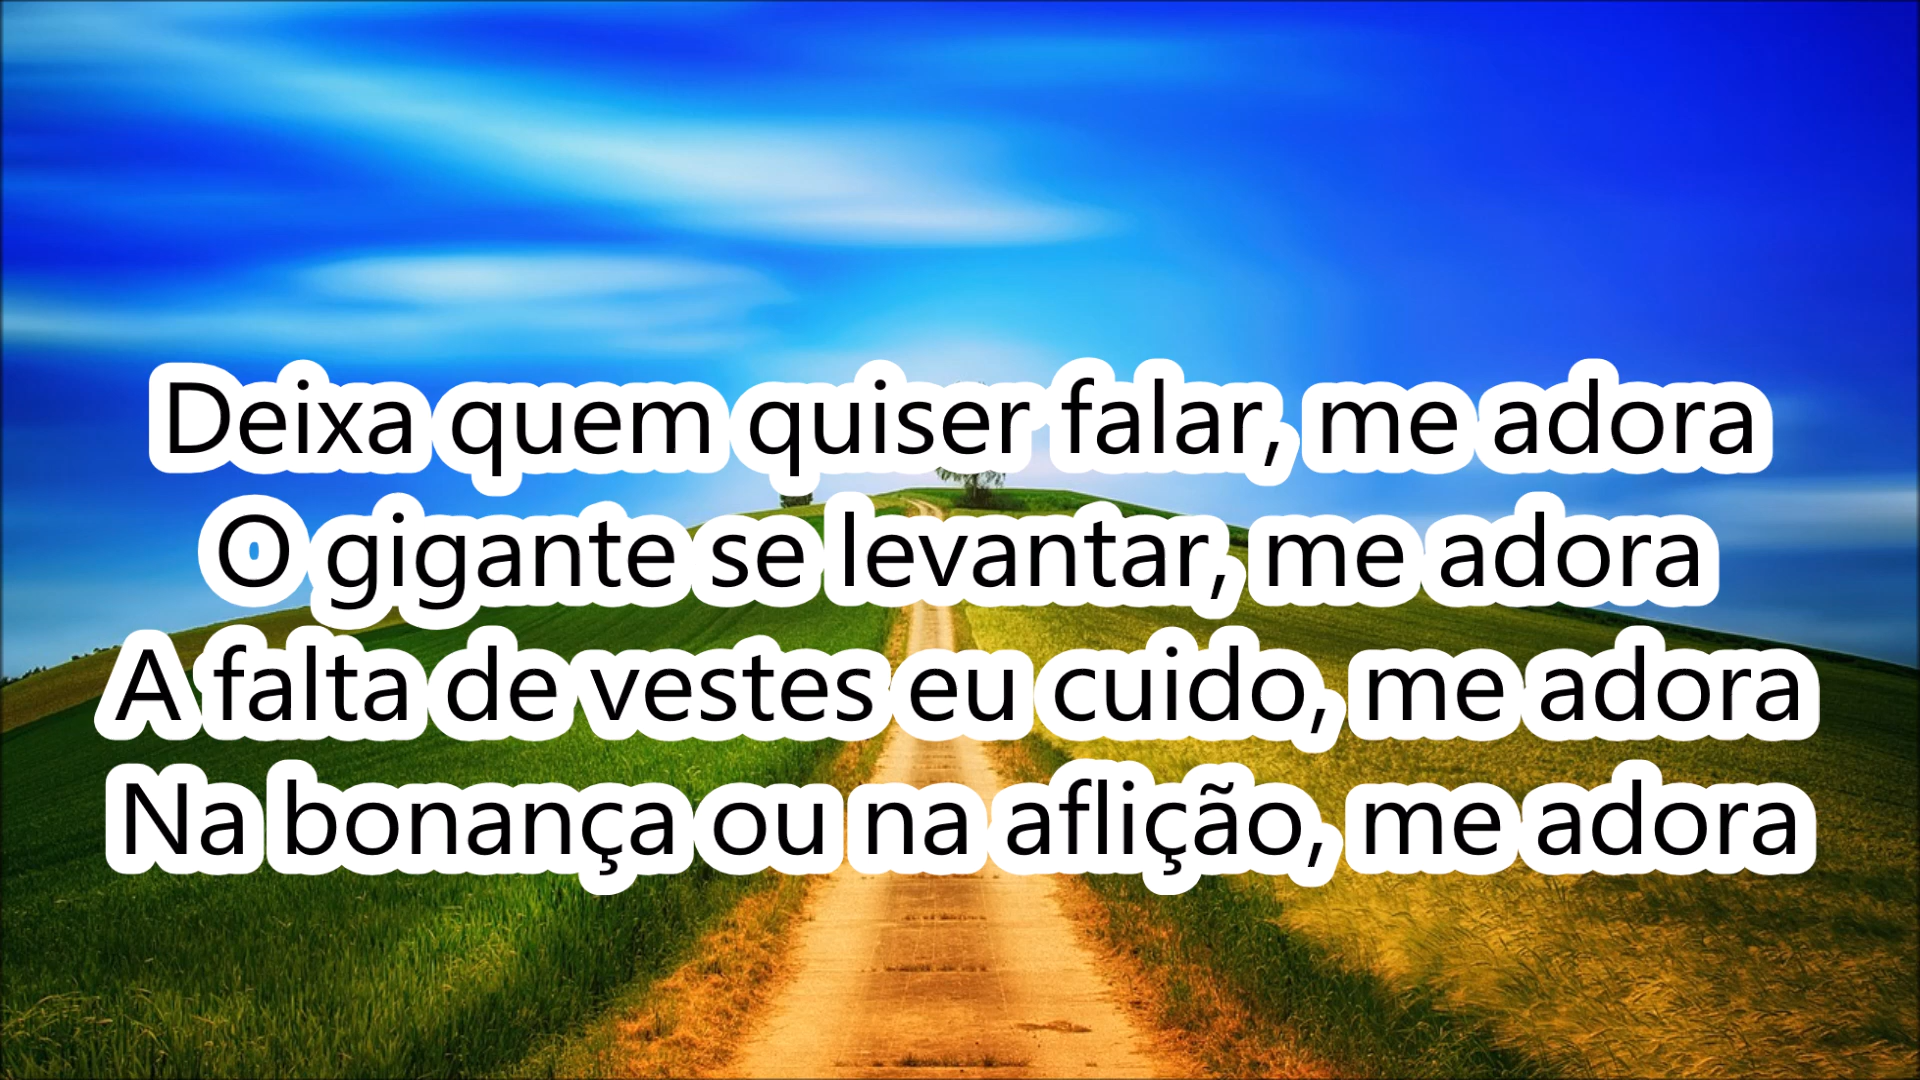 Deixa quem quiser falar, me adora
O gigante se levantar, me adora
A falta de vestes eu cuido, me adora
Na bonança ou na aflição, me adora